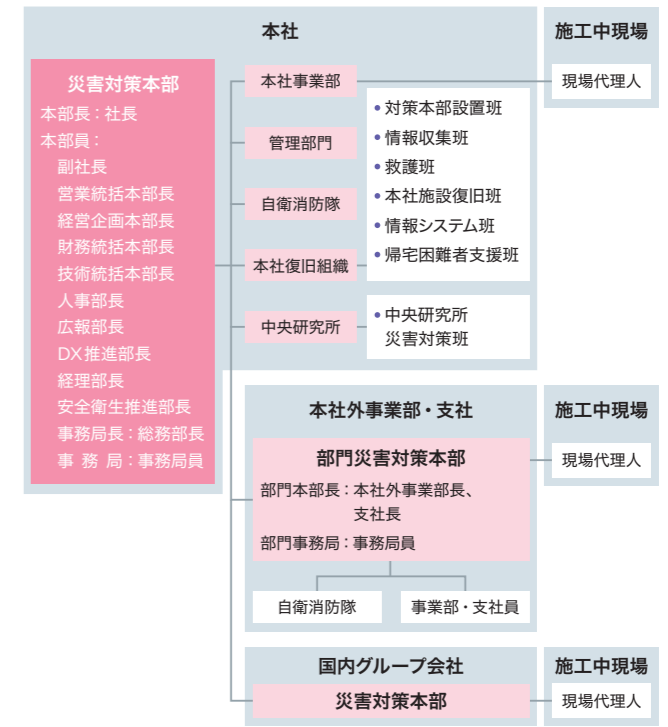 本社
災害対策本部
本部長：社長
本部員：
副社長
営業統括本部長
経営企画本部長
財務統括本部長
技術統括本部長
人事部長
広報部長
DX推進部長
経理部長
安全衛生推進部長
事務局長：総務部長
事 務 局：事務局員
本社事業部
管理部門
自衛消防隊
本社復旧組織
中央研究所
• 対策本部設置班
• 情報収集班
• 救護班
• 本社施設復旧班
• 情報システム班
• 帰宅困難者支援班
• 中央研究所
災害対策班
施工中現場
現場代理人
本社外事業部・支社
部門災害対策本部
部門本部長：本社外事業部長、
支社長
部門事務局：事務局員
自衛消防隊
事業部・支社員
施工中現場
現場代理人
国内グループ会社
災害対策本部
施工中現場
現場代理人